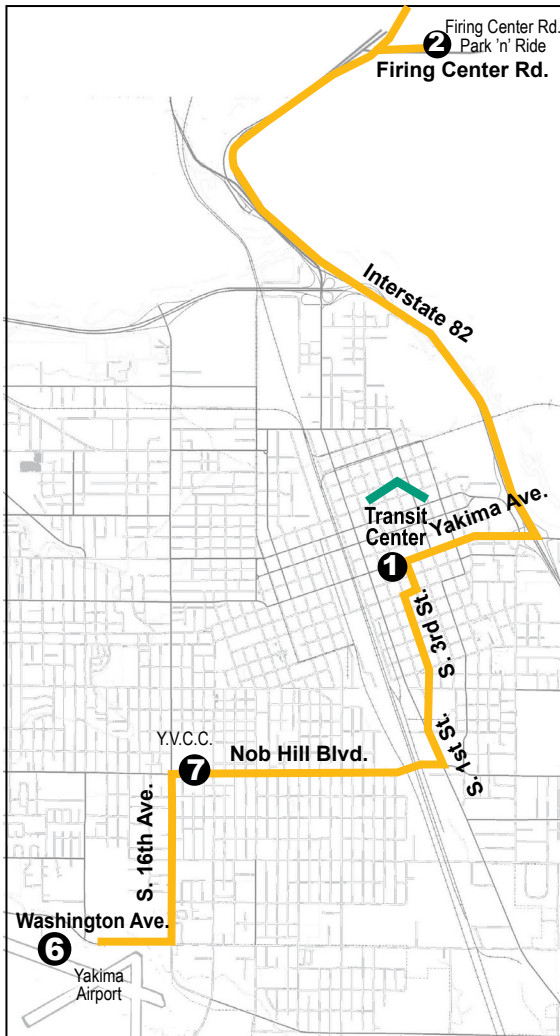 2
Firing Center Rd.
Park 'n' Ride
Firing Center Rd.
Interstate 82
Transit
Center
Yakima Ave.
1
S. 3rd St.
S. 1st St.
Y.V.C.C.
7
Nob Hill Blvd.
S. 16th Ave.
Washington Ave.
6
Yakima
Airport